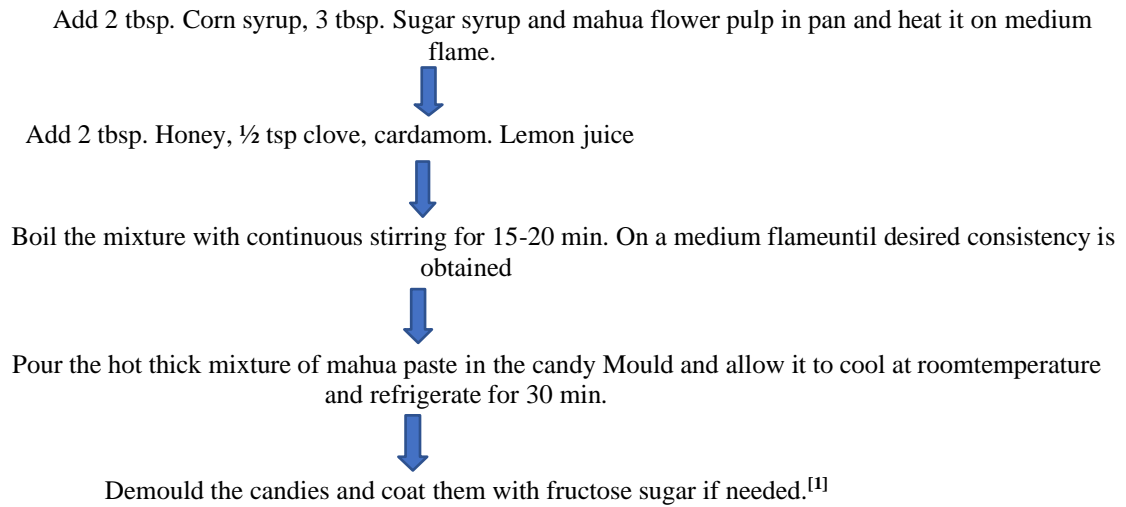 Add 2 tbsp. Corn syrup, 3 tbsp. Sugar syrup and mahua flower pulp in pan and heat it on medium
flame.
Add 2 tbsp. Honey, ½ tsp clove, cardamom. Lemon juice
Boil the mixture with continuous stirring for 15-20 min. On a medium flameuntil desired consistency is
obtained
Pour the hot thick mixture of mahua paste in the candy Mould and allow it to cool at roomtemperature
and refrigerate for 30 min.
Demould the candies and coat them with fructose sugar if needed.[1]